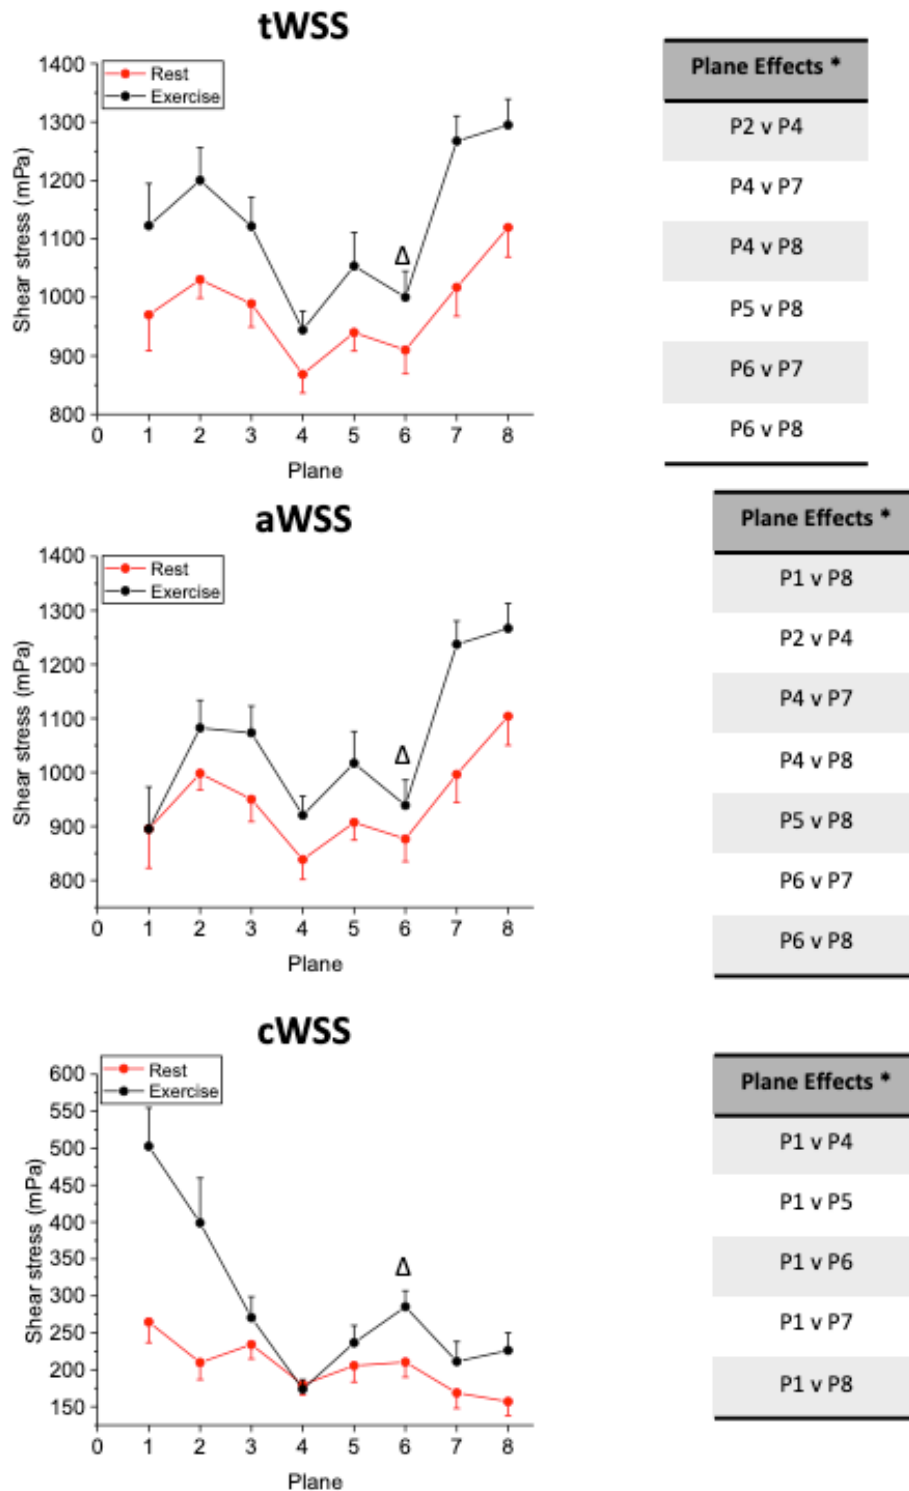 tWSS
Plane Effects *
P2 v P4
P4 v P7
P4 v P8
P5 v P8
P6 v P7
P6 v P8
Rest
Exercise
Shear stress (mPa)
1400
1300
1200
1100
1000
900
800
Δ
0 1 2 3 4 5 6 7 8
Plane
aWSS
Plane Effects *
P1 v P8
P2 v P4
P4 v P7
P4 v P8
P5 v P8
P6 v P7
P6 v P8
Rest
Exercise
Shear stress (mPa)
1400
1300
1200
1100
1000
900
800
Δ
0 1 2 3 4 5 6 7 8
Plane
cWSS
Plane Effects *
P1 v P4
P1 v P5
P1 v P6
P1 v P7
P1 v P8
Rest
Exercise
Shear stress (mPa)
600
550
500
450
400
350
300
250
200
150
Δ
0 1 2 3 4 5 6 7 8
Plane